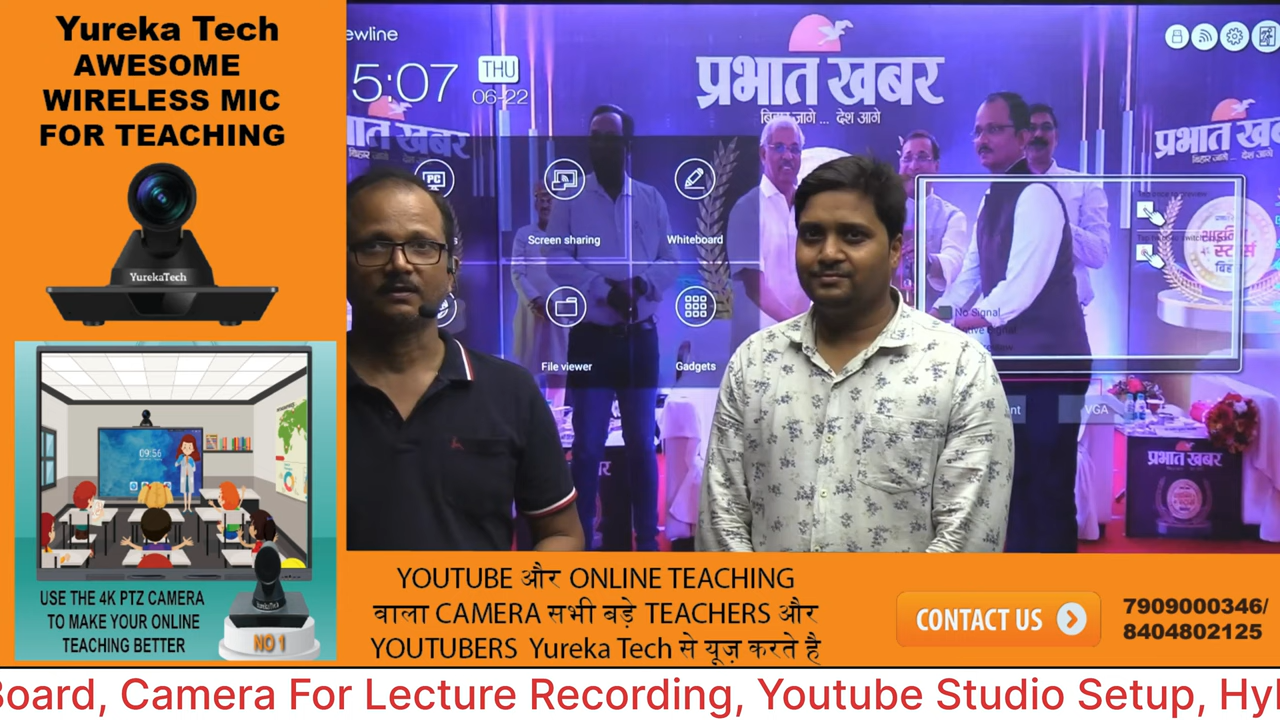 Yureka Tech
AWESOME
WIRELESS MIC
FOR TEACHING
YurekaTech
09:56
USE THE 4K PTZ CAMERA
TO MAKE YOUR ONLINE
TEACHING BETTER
NO 1
ewline
5:07
THU
06-22
प्रभात खबर
बिहार जागे ... देश आगे
PC
Screen sharing
Whiteboard
File viewer
Gadgets
No Signal
VGA
प्रभात खबर
YOUTUBE और ONLINE TEACHING
वाला CAMERA सभी बड़े TEACHERS और
YOUTUBERS Yureka Tech से यूज़ करते है
CONTACT US
7909000346/
8404802125
Board, Camera For Lecture Recording, Youtube Studio Setup, Hyl